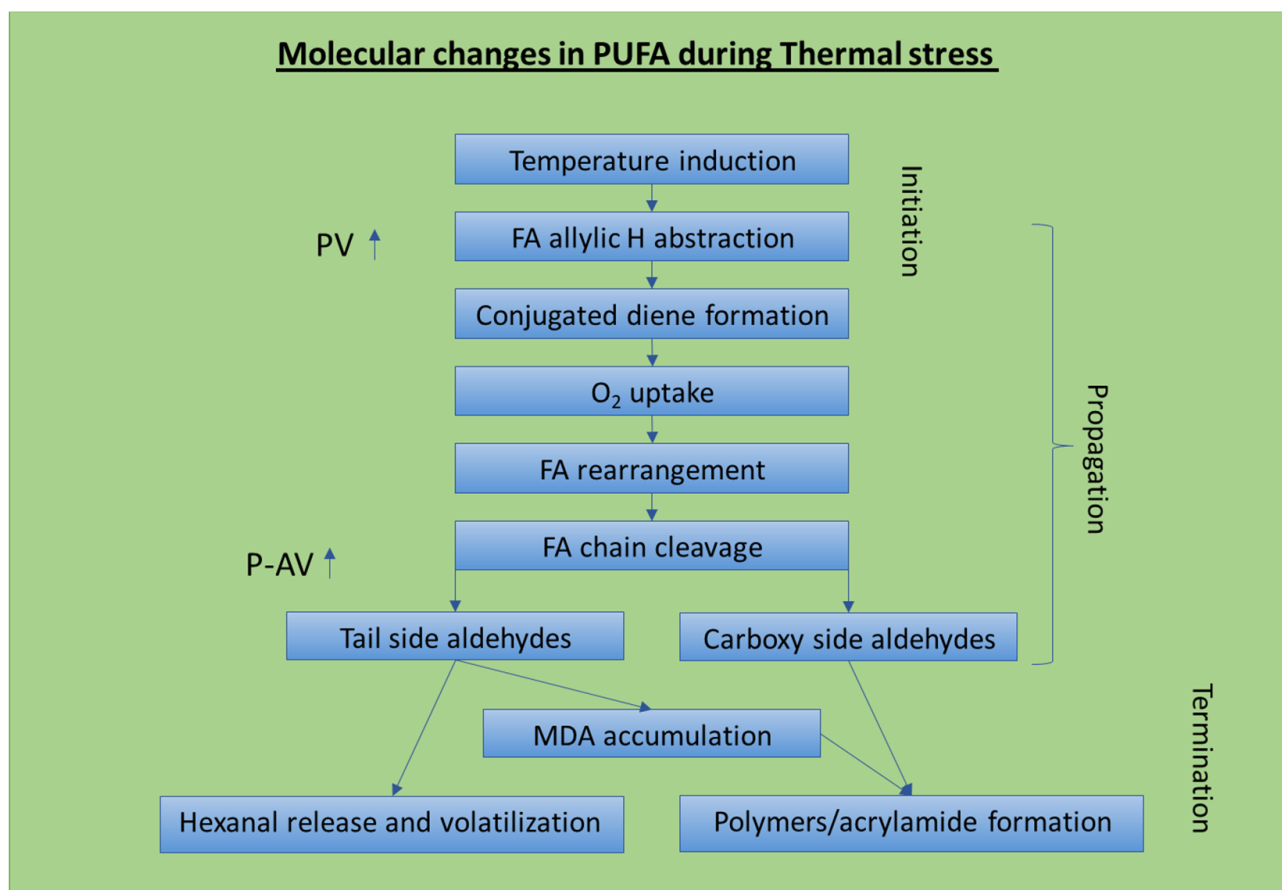 Molecular changes in PUFA during Thermal stress
Temperature induction
Initiation
PV ↑
FA allylic H abstraction
Conjugated diene formation
O₂ uptake
Propagation
FA rearrangement
FA chain cleavage
P-AV ↑
Tail side aldehydes
Carboxy side aldehydes
MDA accumulation
Termination
Hexanal release and volatilization
Polymers/acrylamide formation